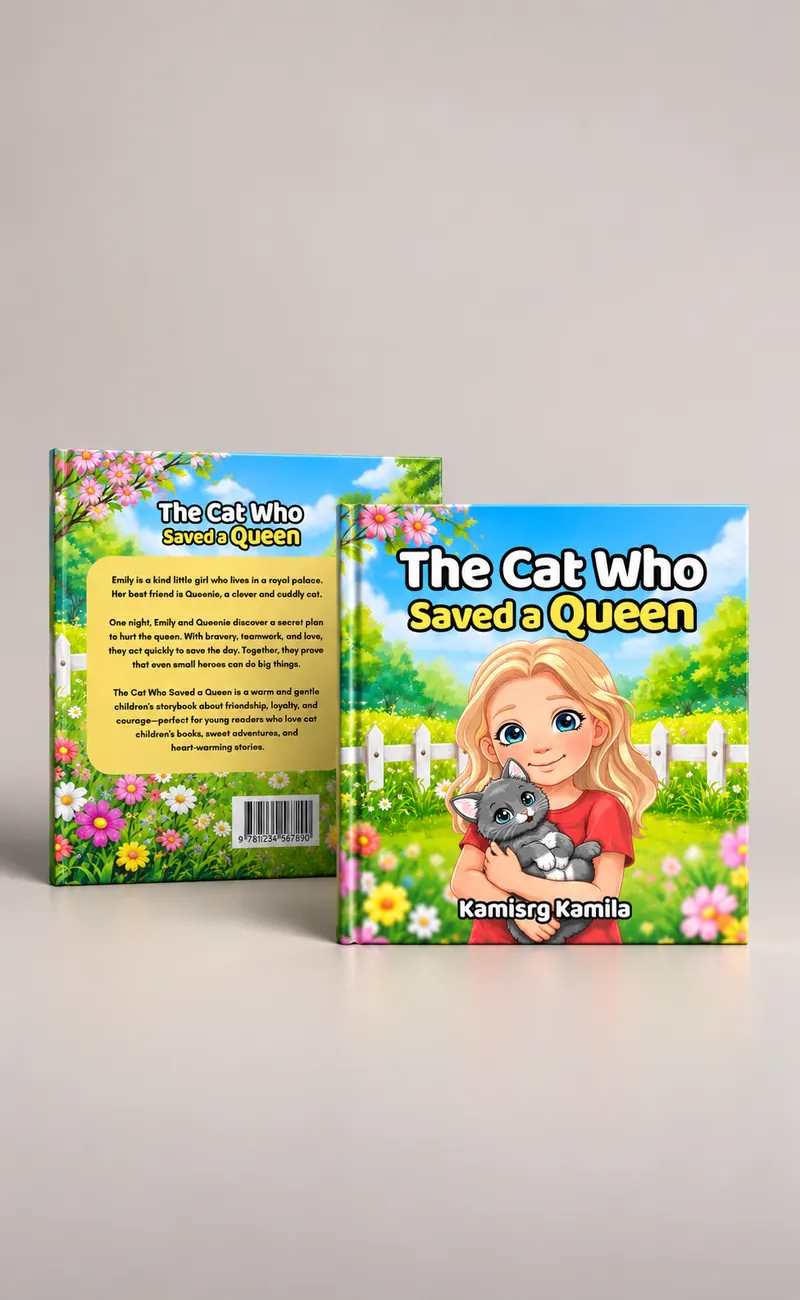 The Cat Who
Saved a Queen
Emily is a kind little girl who lives in a royal palace.
Her best friend is Queenie, a clever and cuddly cat.
One night, Emily and Queenie discover a secret plan
to hurt the queen. With bravery, teamwork, and love,
they act quickly to save the day. Together, they prove
that even small heroes can do big things.
The Cat Who Saved a Queen is a warm and gentle
children's storybook about friendship, loyalty, and
courage—perfect for young readers who love cat
children's books, sweet adventures, and
heart-warming stories.
9 781234 567890
The Cat Who
Saved a Queen
Kamisrg Kamila